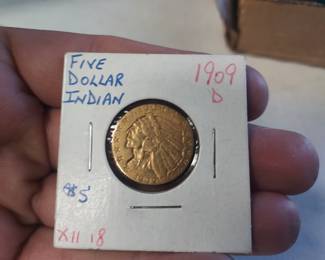 FIVE
DOLLAR
INDIAN
1909
D
$5
XII 18